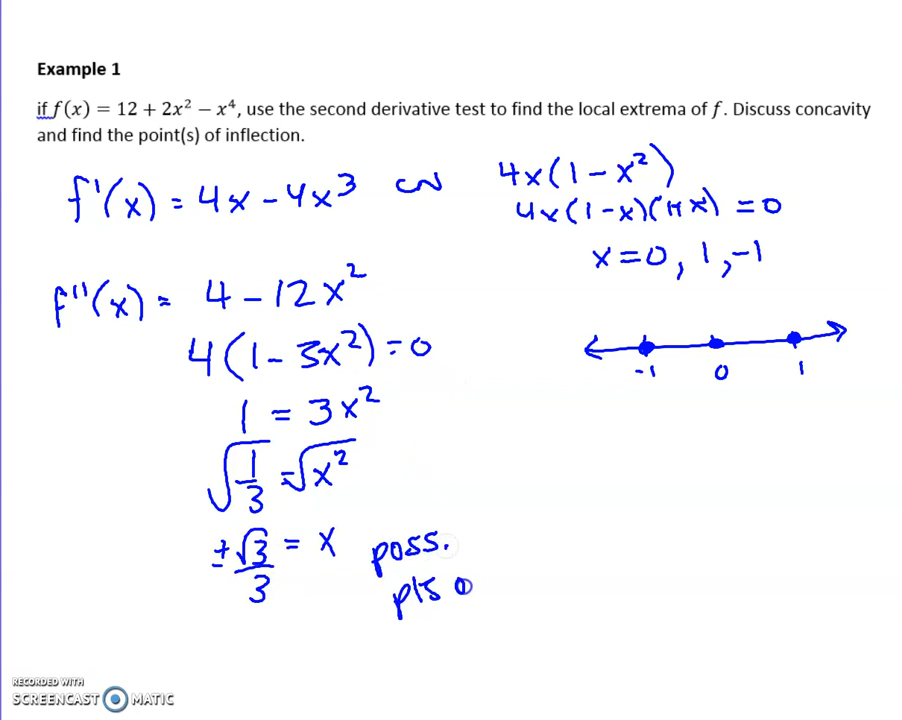 Example 1
if f(x) = 12 + 2x² − x⁴, use the second derivative test to find the local extrema of f. Discuss concavity
and find the point(s) of inflection.
f'(x) = 4x − 4x³ CN 4x(1 − x²)
4x(1−x)(1+x) = 0
x = 0, 1, −1
f''(x) = 4 − 12x²
4(1 − 3x²) = 0
-1 0 1
1 = 3x²
√(1/3) = √x²
±√3/3 = x poss.
pts o
RECORDED WITH
SCREENCAST MATIC